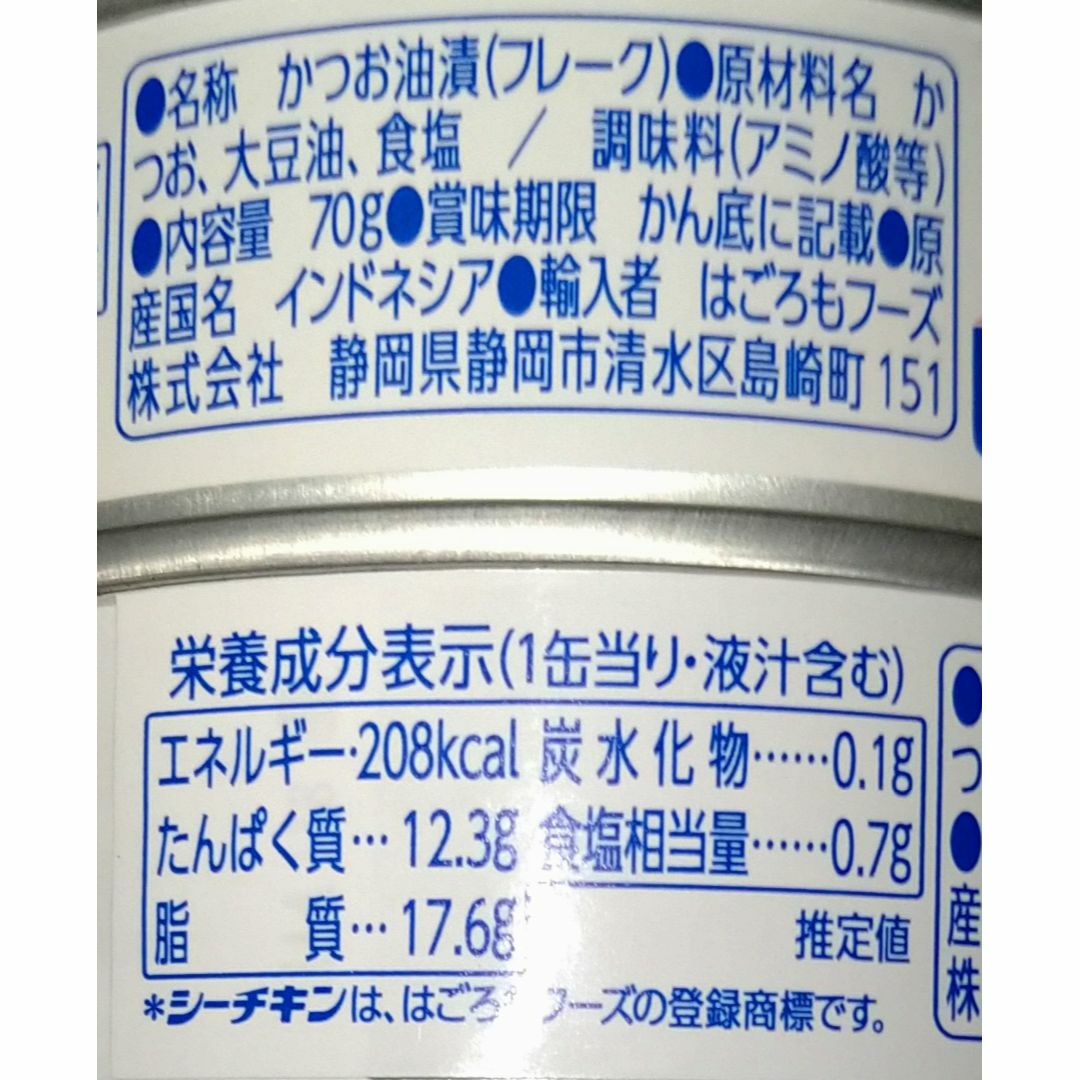 ●名称 かつお油漬(フレーク)●原材料名 か
つお、大豆油、食塩 / 調味料(アミノ酸等)
●内容量 70g●賞味期限 かん底に記載●原
産国名 インドネシア●輸入者 はごろもフーズ
株式会社 静岡県静岡市清水区島崎町151
栄養成分表示(1缶当り・液汁含む)
エネルギー・208kcal 炭水化物……0.1g
たんぱく質…12.3g 食塩相当量……0.7g
脂質…17.6g
推定値
*シーチキンは、はごろ フーズの登録商標です。
●
つ
●
産
株